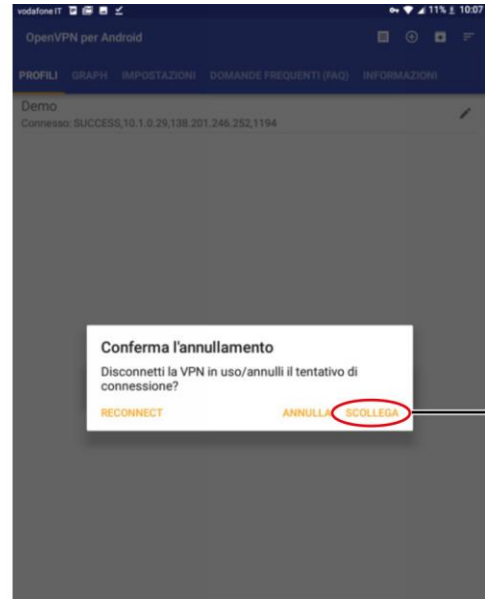 vodafone IT 11% 10:07
OpenVPN per Android
PROFILI GRAPH IMPOSTAZIONI DOMANDE FREQUENTI (FAQ) INFORMAZIONI
Demo
Connesso: SUCCESS,10.1.0.29,138.201.246.252,1194
Conferma l'annullamento
Disconnetti la VPN in uso/annulli il tentativo di
connessione?
RECONNECT ANNULLA SCOLLEGA